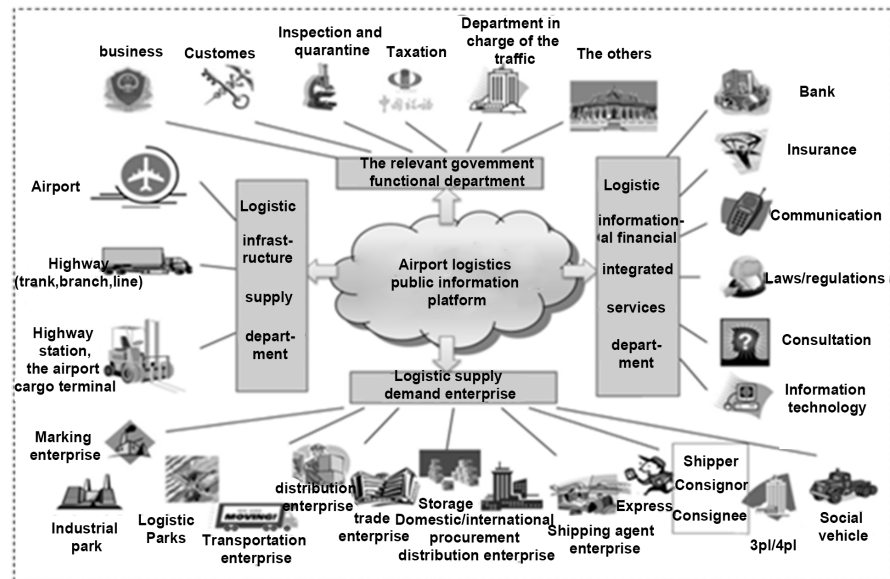 business
Customes
Inspection and
quarantine
Taxation
Department in
charge of the
traffic
The others
Bank
Insurance
Communication
Laws/regulations
Consultation
Information
technology
The relevant government
functional department
Airport
Highway
(trank,branch,line)
Highway
station,
the airport
cargo terminal
Logistic
infrast-
ructure
supply
depart-
ment
Airport logistics
public information
platform
Logistic
information-
al financial
integrated
services
depart-
ment
Logistic supply
demand enterprise
Marking
enterprise
Industrial
park
Logistic
Parks
MOVING!
Transportation
enterprise
distribution
enterprise
trade
enterprise
Storage
Domestic/international
procurement
distribution enterprise
Shipping agent
enterprise
Express
Shipper
Consignor
Consignee
3pl/4pl
Social
vehicle